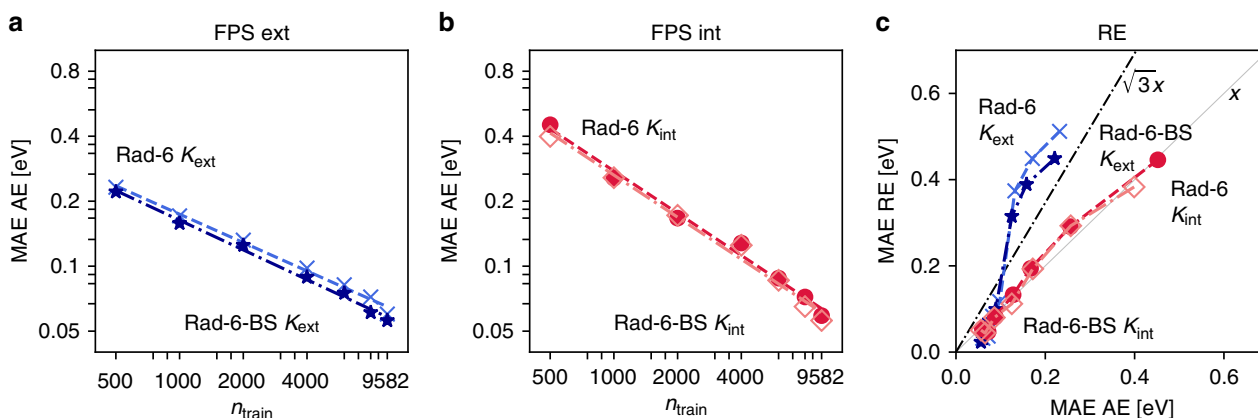 a
FPS ext
0.8
0.4
0.2
0.1
0.05
MAE AE [eV]
Rad-6 Kext
Rad-6-BS Kext
500
1000
2000
4000
9582
ntrain
b
FPS int
0.8
0.4
0.2
0.1
0.05
MAE AE [eV]
Rad-6 Kint
Rad-6-BS Kint
500
1000
2000
4000
9582
ntrain
c
RE
0.6
0.4
0.2
0.0
MAE RE [eV]
√3x
x
Rad-6
Kext
Rad-6-BS
Kext
Rad-6
Kint
Rad-6-BS Kint
0.0
0.2
0.4
0.6
MAE AE [eV]